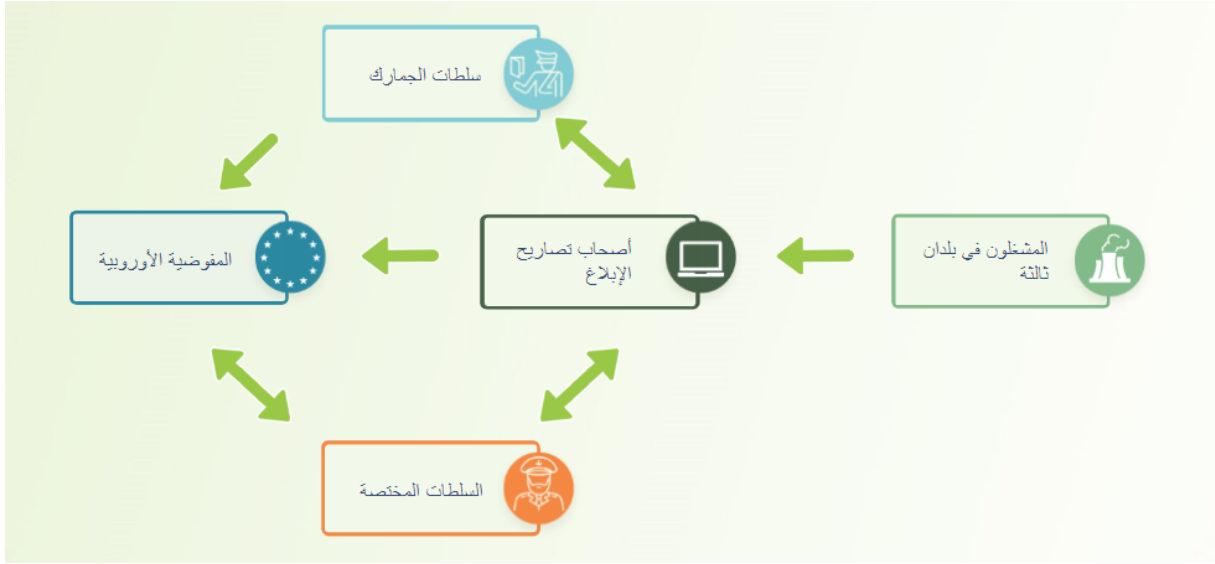 سلطات الجمارك
المشغلون في بلدان
ثالثة
أصحاب تصاريح
الإبلاغ
المفوضية الأوروبية
السلطات المختصة